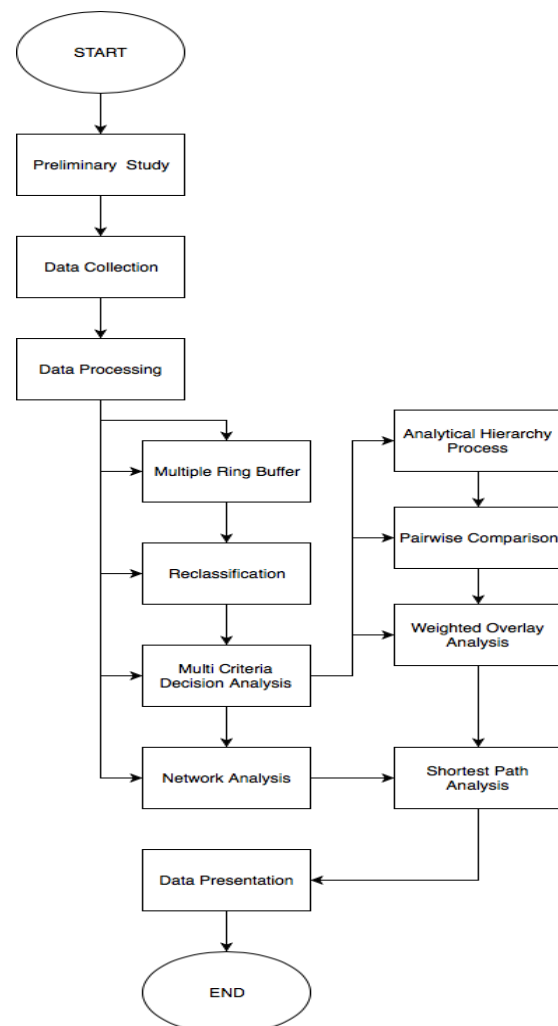 START
Preliminary Study
Data Collection
Data Processing
Multiple Ring Buffer
Reclassification
Multi Criteria
Decision Analysis
Network Analysis
Analytical Hierarchy
Process
Pairwise Comparison
Weighted Overlay
Analysis
Shortest Path
Analysis
Data Presentation
END